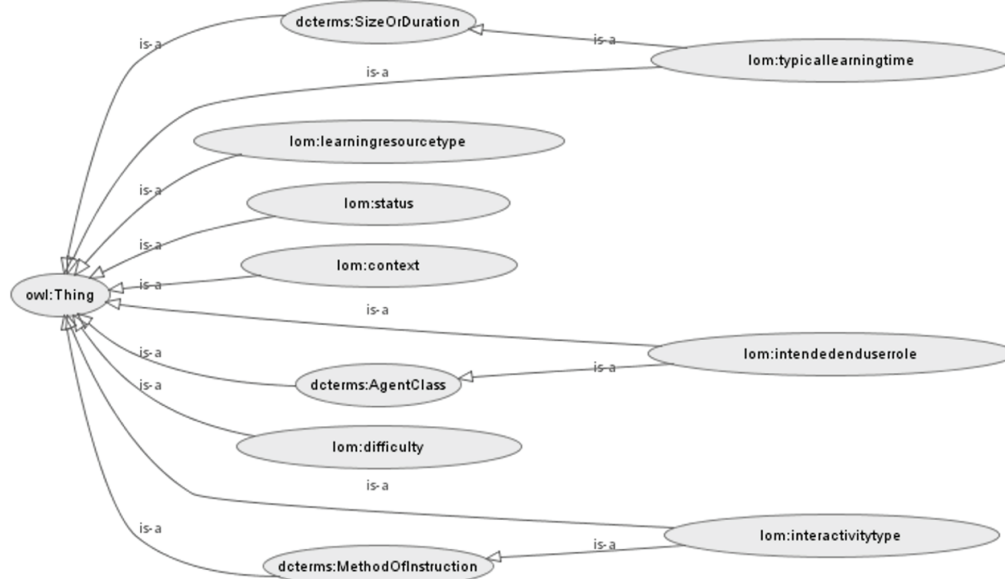 dcterms:SizeOrDuration
is-a
is-a
lom:typicallearningtime
is-a
lom:learningresourcetype
is-a
lom:status
is-a
lom:context
is-a
owl:Thing
is-a
lom:intendedenduserrole
is-a
is-a
dcterms:AgentClass
is-a
lom:difficulty
is-a
is-a
lom:interactivitytype
is-a
dcterms:MethodOfInstruction